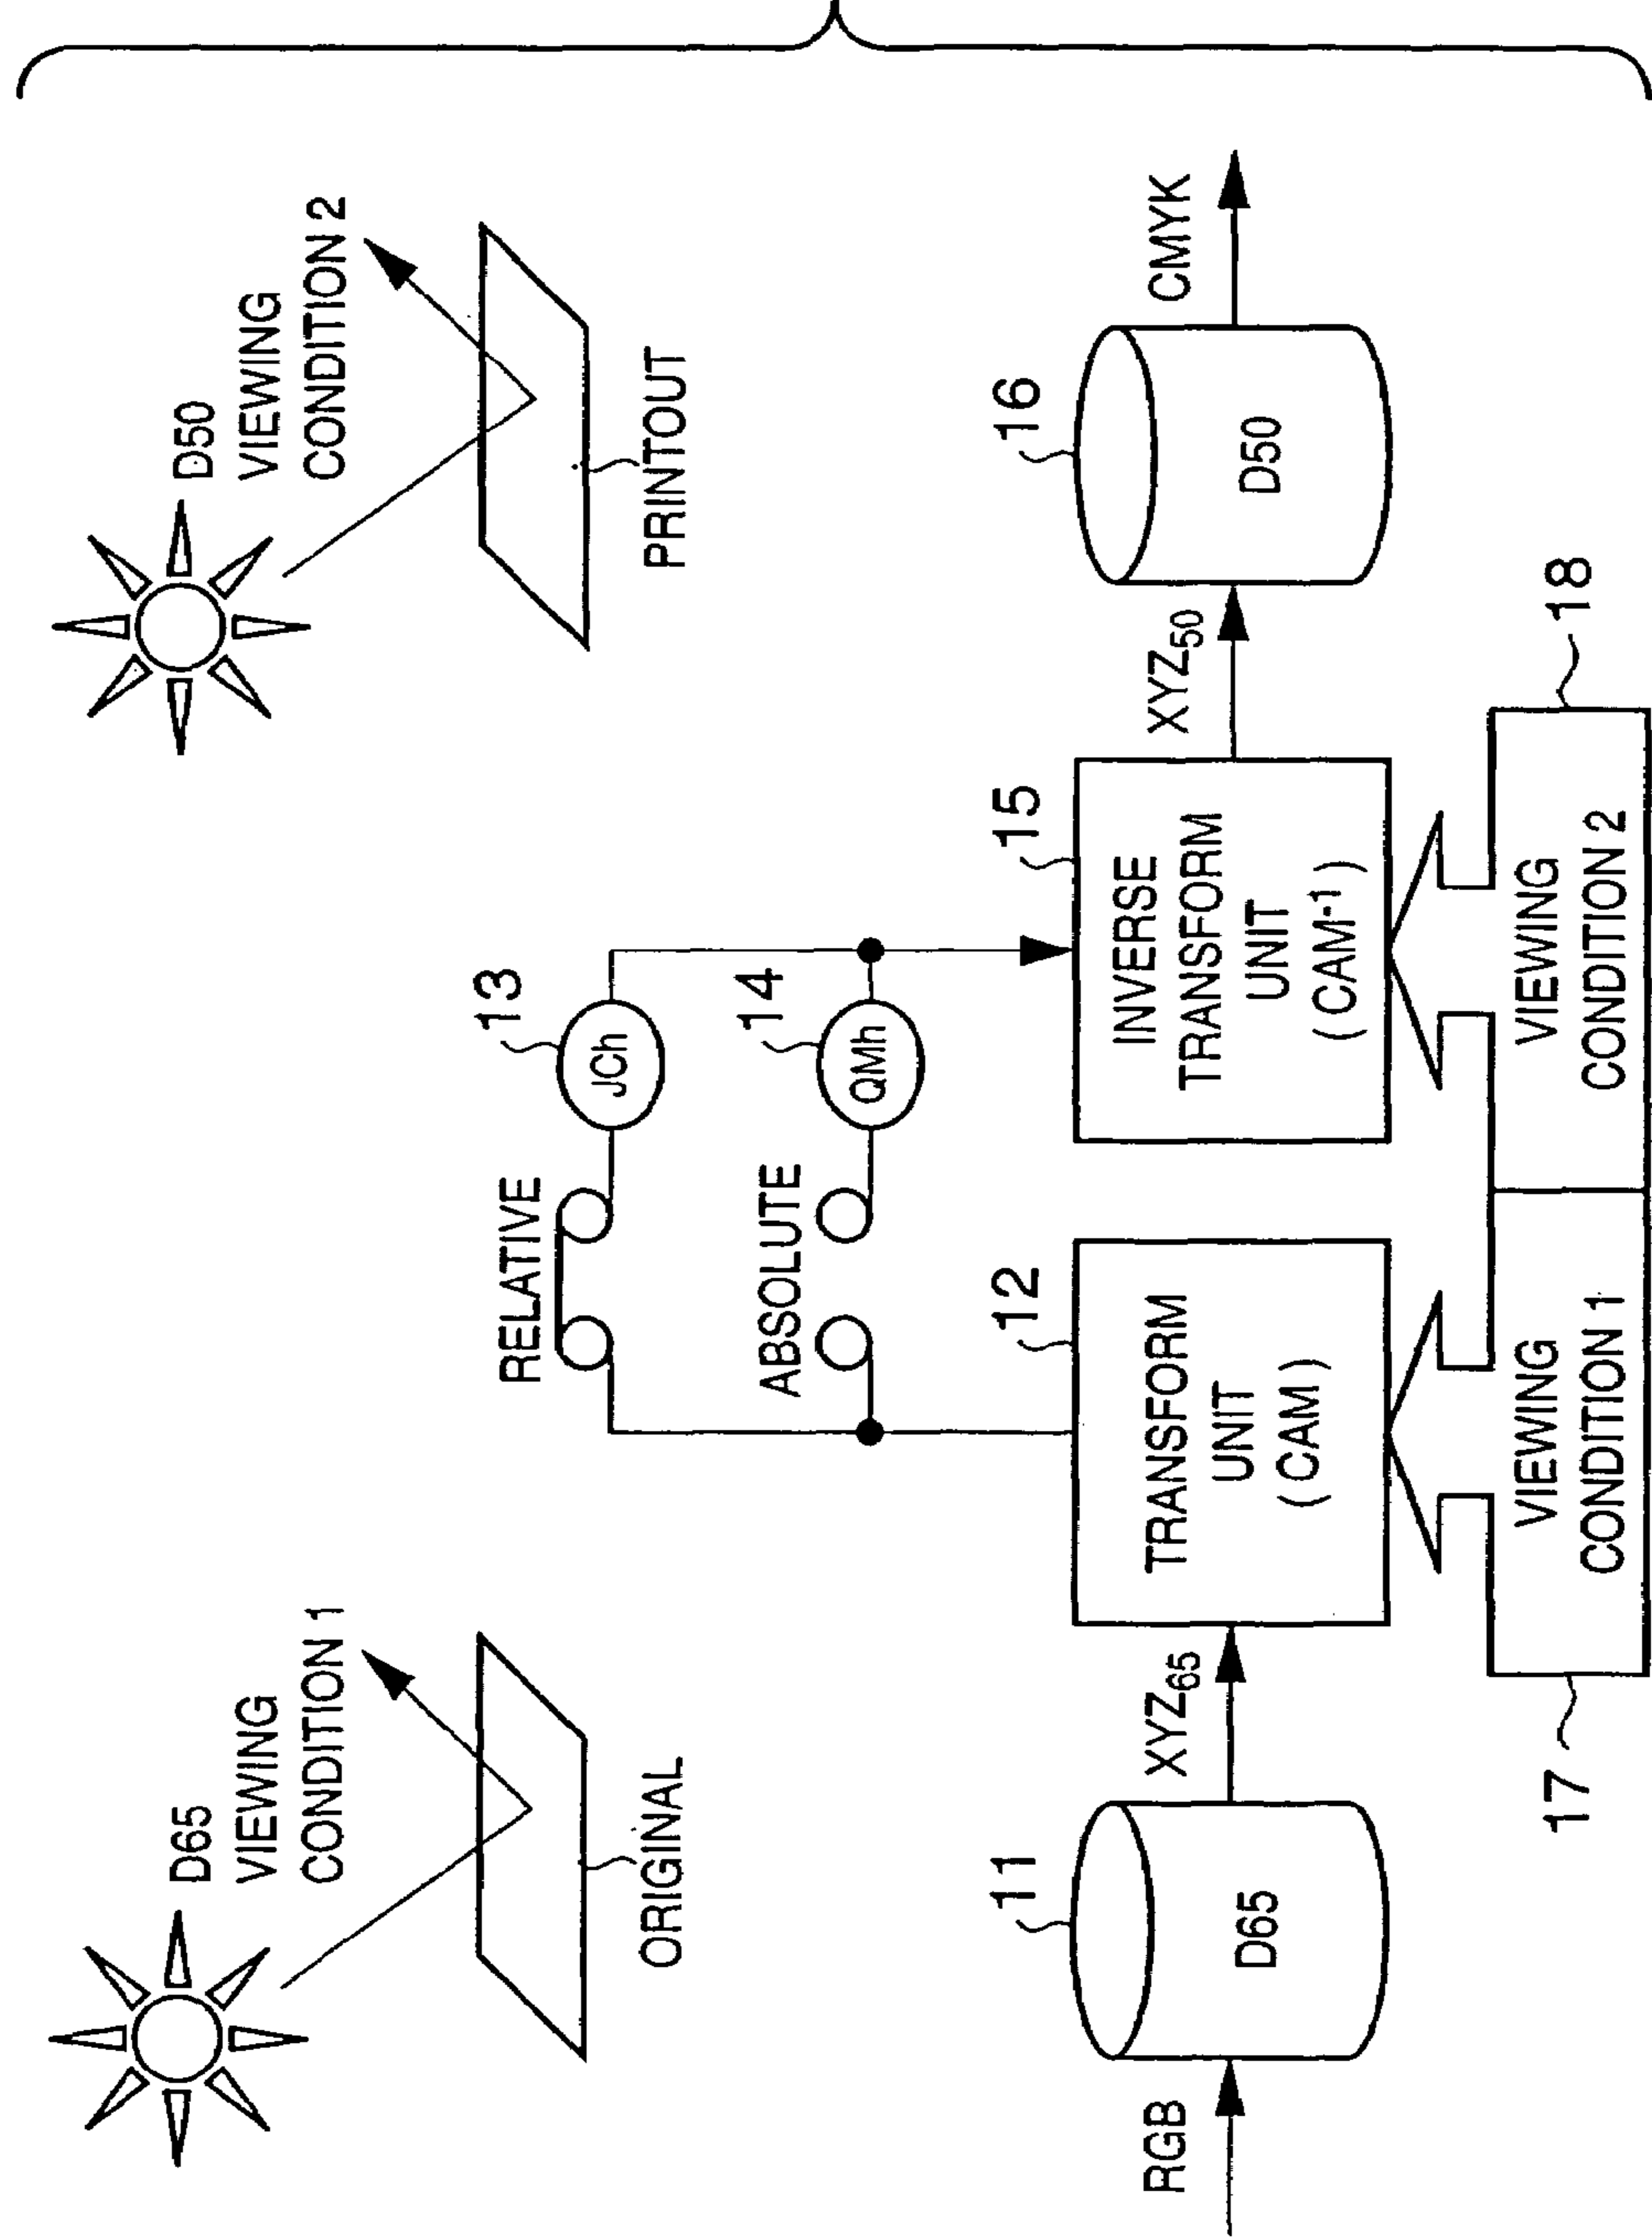 D65
VIEWING
CONDITION 1
ORIGINAL
D50
VIEWING
CONDITION 2
PRINTOUT
RELATIVE
13
JCh
ABSOLUTE
14
QMh
RGB
11
D65
XYZ65
12
TRANSFORM
UNIT
(CAM)
15
INVERSE
TRANSFORM
UNIT
(CAM-1)
XYZ50
16
D50
CMYK
17
VIEWING
CONDITION 1
VIEWING
CONDITION 2
18